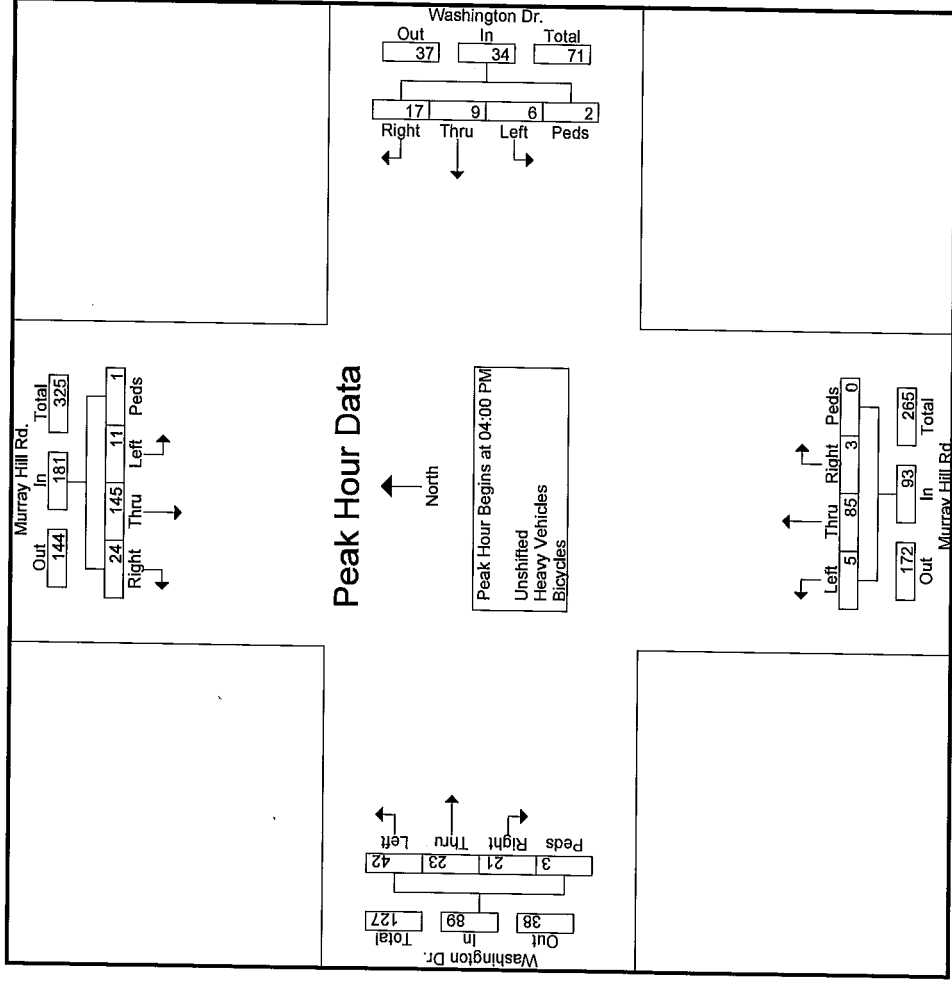 Murray Hill Rd.
Out In Total
144 181 325
24 145 11 1
Right Thru Left Peds
Washington Dr.
Out In Total
37 34 71
17 9 6 2
Right Thru Left Peds
Peak Hour Data
North
Peak Hour Begins at 04:00 PM
Unshifted
Heavy Vehicles
Bicycles
Washington Dr.
Out In Total
38 89 127
42 23 21 3
Left Thru Right Peds
Left Thru Right Peds
5 85 3 0
172 93 265
Out In Total
Murray Hill Rd.